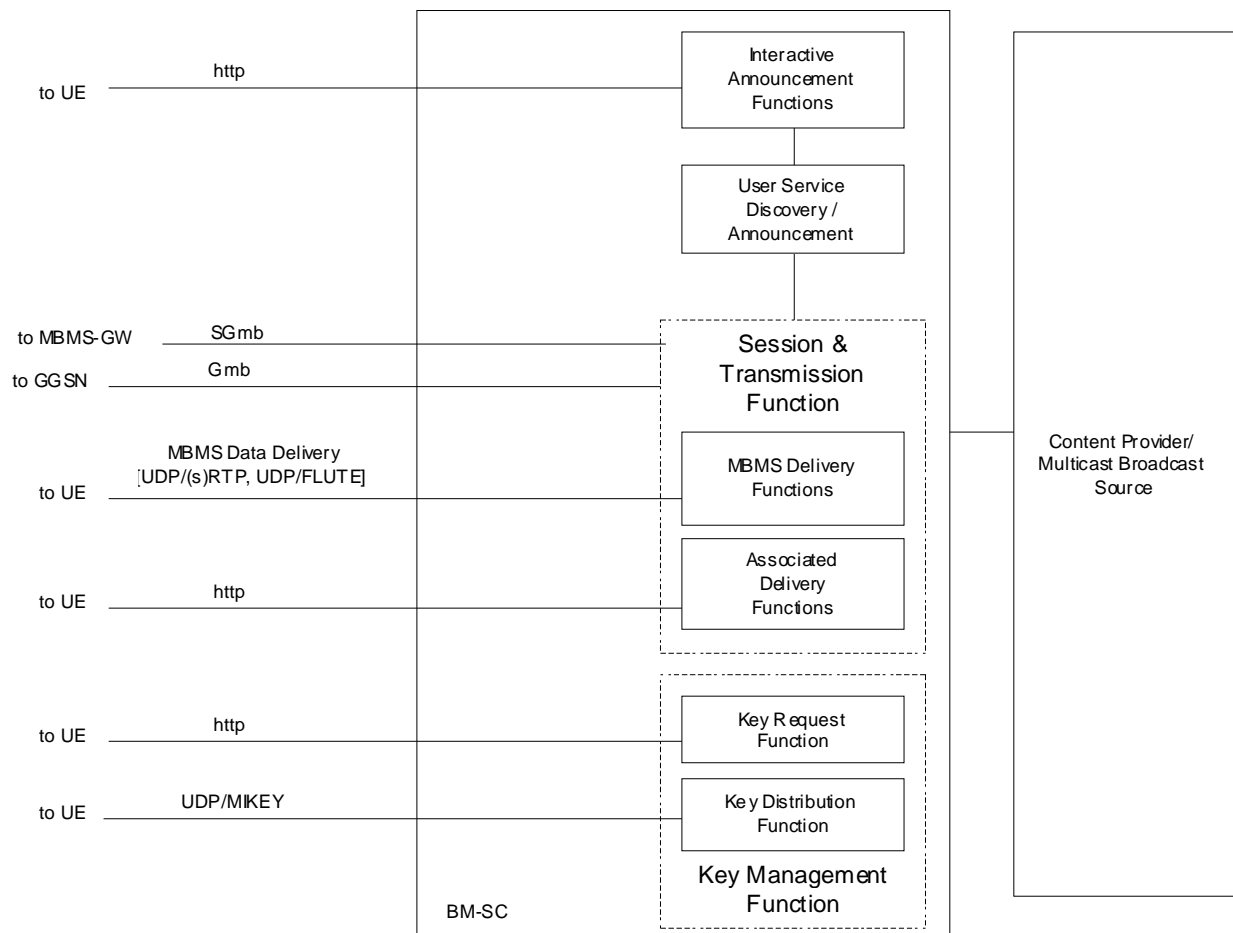 Interactive
Announcement
Functions
http
to UE
User Service
Discovery /
Announcement
to MBMS-GW
SGmb
to GGSN
Gmb
Session &
Transmission
Function
MBMS Data Delivery
[UDP/(s)RTP, UDP/FLUTE]
to UE
MBMS Delivery
Functions
Content Provider/
Multicast Broadcast
Source
Associated
Delivery
Functions
http
to UE
Key Request
Function
http
to UE
Key Distribution
Function
UDP/MIKEY
to UE
Key Management
Function
BM-SC